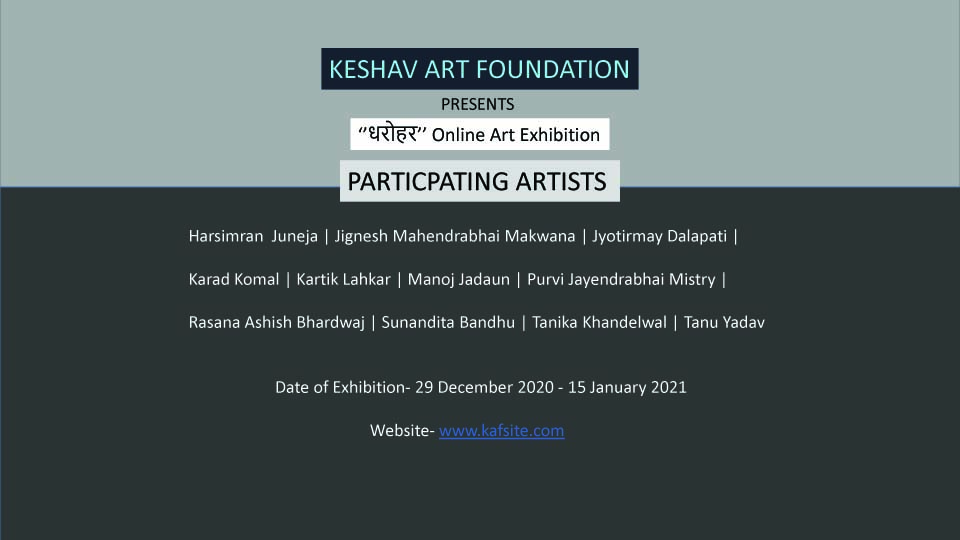 KESHAV ART FOUNDATION
PRESENTS
‘’धरोहर’’ Online Art Exhibition
PARTICPATING ARTISTS
Harsimran  Juneja | Jignesh Mahendrabhai Makwana | Jyotirmay Dalapati |
Karad Komal | Kartik Lahkar | Manoj Jadaun | Purvi Jayendrabhai Mistry |
Rasana Ashish Bhardwaj | Sunandita Bandhu | Tanika Khandelwal | Tanu Yadav
Date of Exhibition- 29 December 2020 - 15 January 2021
Website- www.kafsite.com